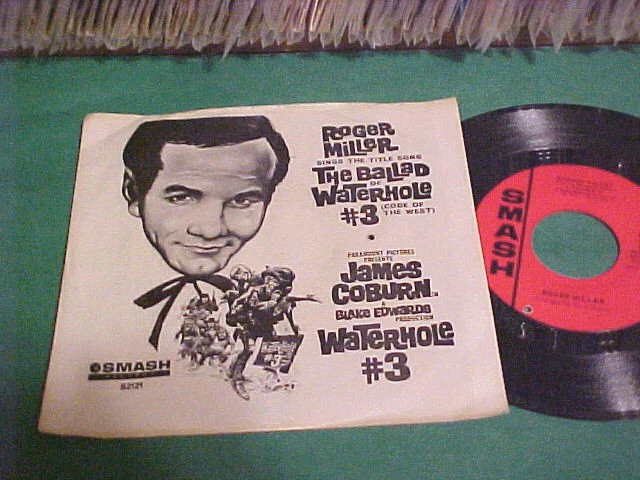 ROGER
MILLER
SINGS THE TITLE SONG
THE BALLAD
OF
WATERHOLE
#3 (CODE OF
THE WEST)
PARAMOUNT PICTURES
PRESENTS
JAMES
COBURN IN
A
BLAKE EDWARDS
PRODUCTION
WATERHOLE
#3
SMASH
RECORDS
S2121
SMASH
ROGER MILLER